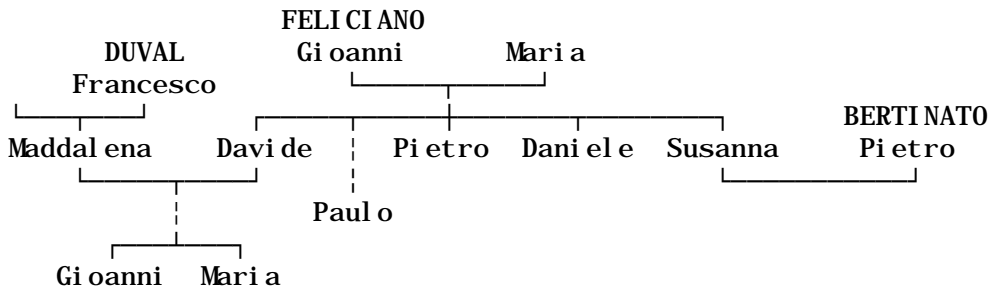 FELICIANO
DUVAL Gioanni Maria
Francesco
BERTINATO
Maddalena Davide Pietro Daniele Susanna Pietro
Paulo
Gioanni Maria